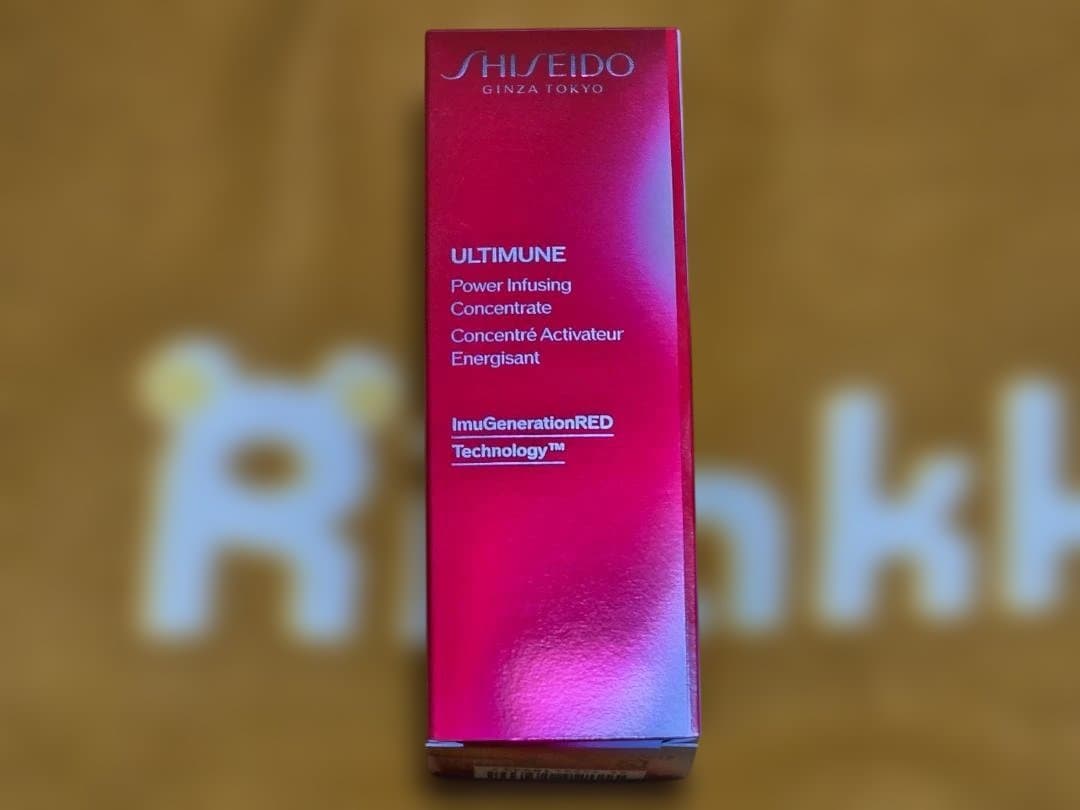 SHISEIDO
GINZA TOKYO
ULTIMUNE
Power Infusing
Concentrate
Concentré Activateur
Energisant
ImuGenerationRED
Technology™